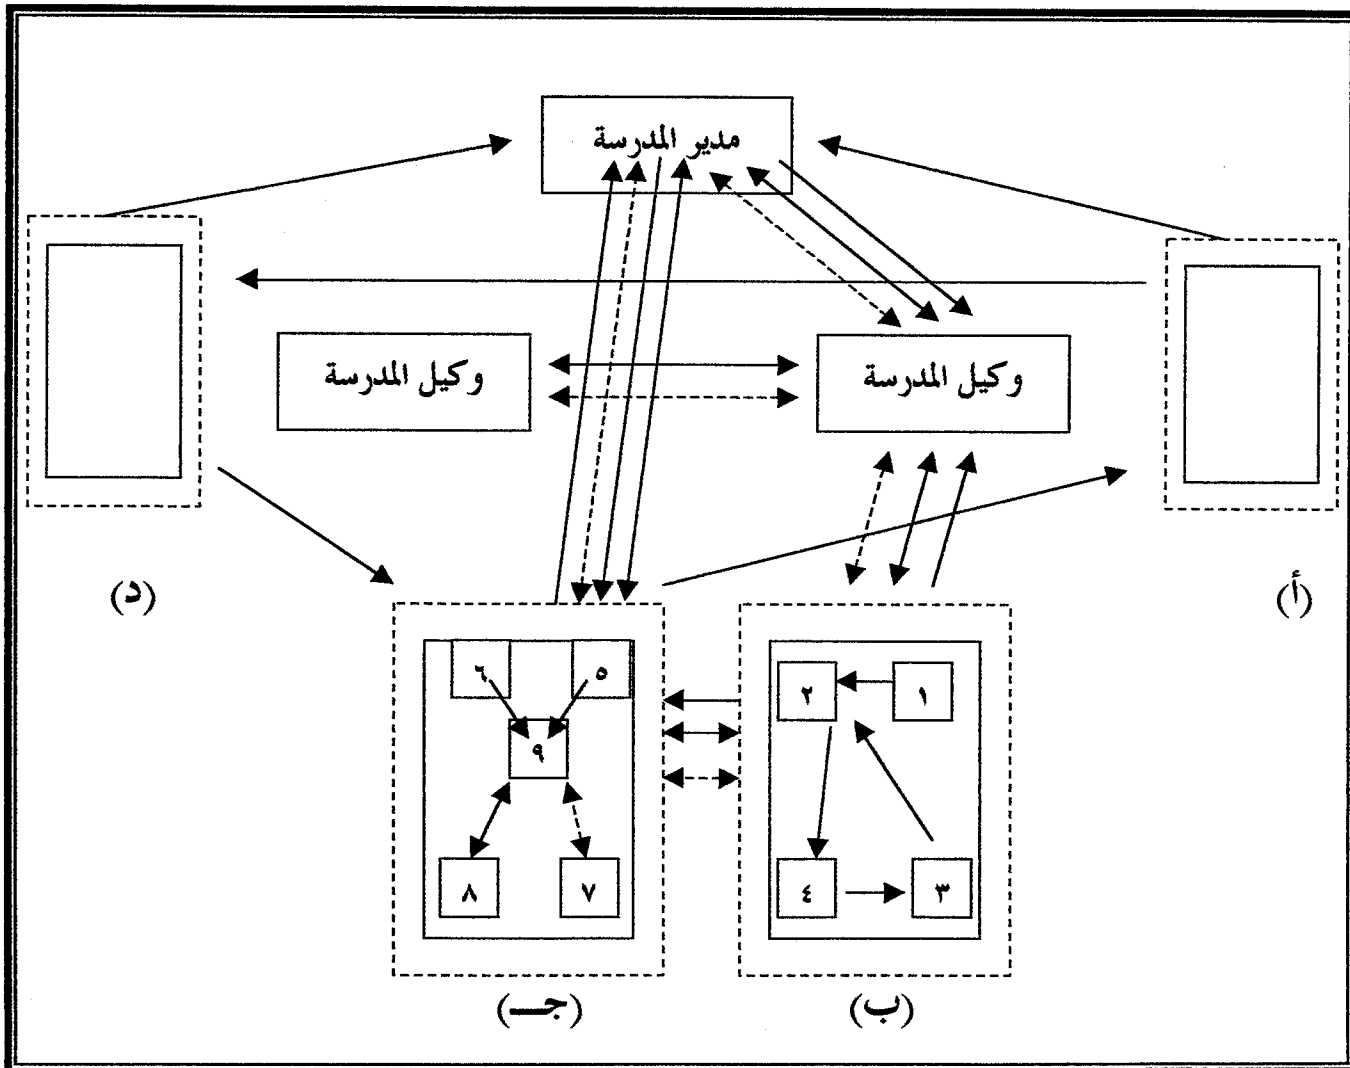 مدير المدرسة
وكيل المدرسة
وكيل المدرسة
(أ)
(د)
١
٢
٥
٦
٩
٣
٤
٧
٨
(ب)
(جـ)